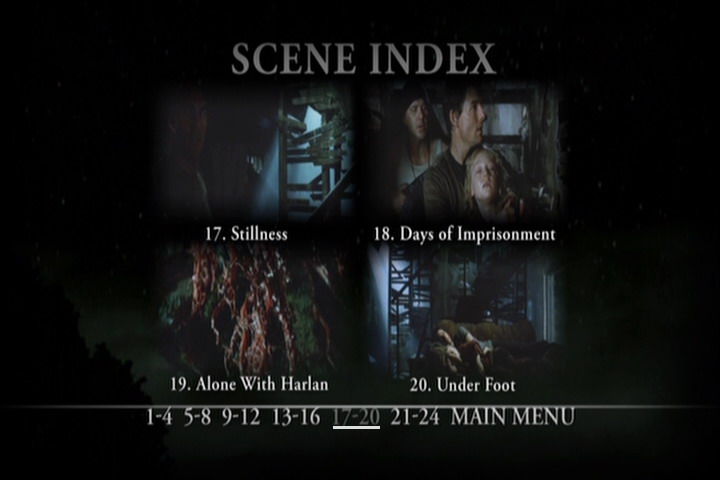 SCENE INDEX
17. Stillness
18. Days of Imprisonment
19. Alone With Harlan
20. Under Foot
1-4 5-8 9-12 13-16 17-20 21-24 MAIN MENU